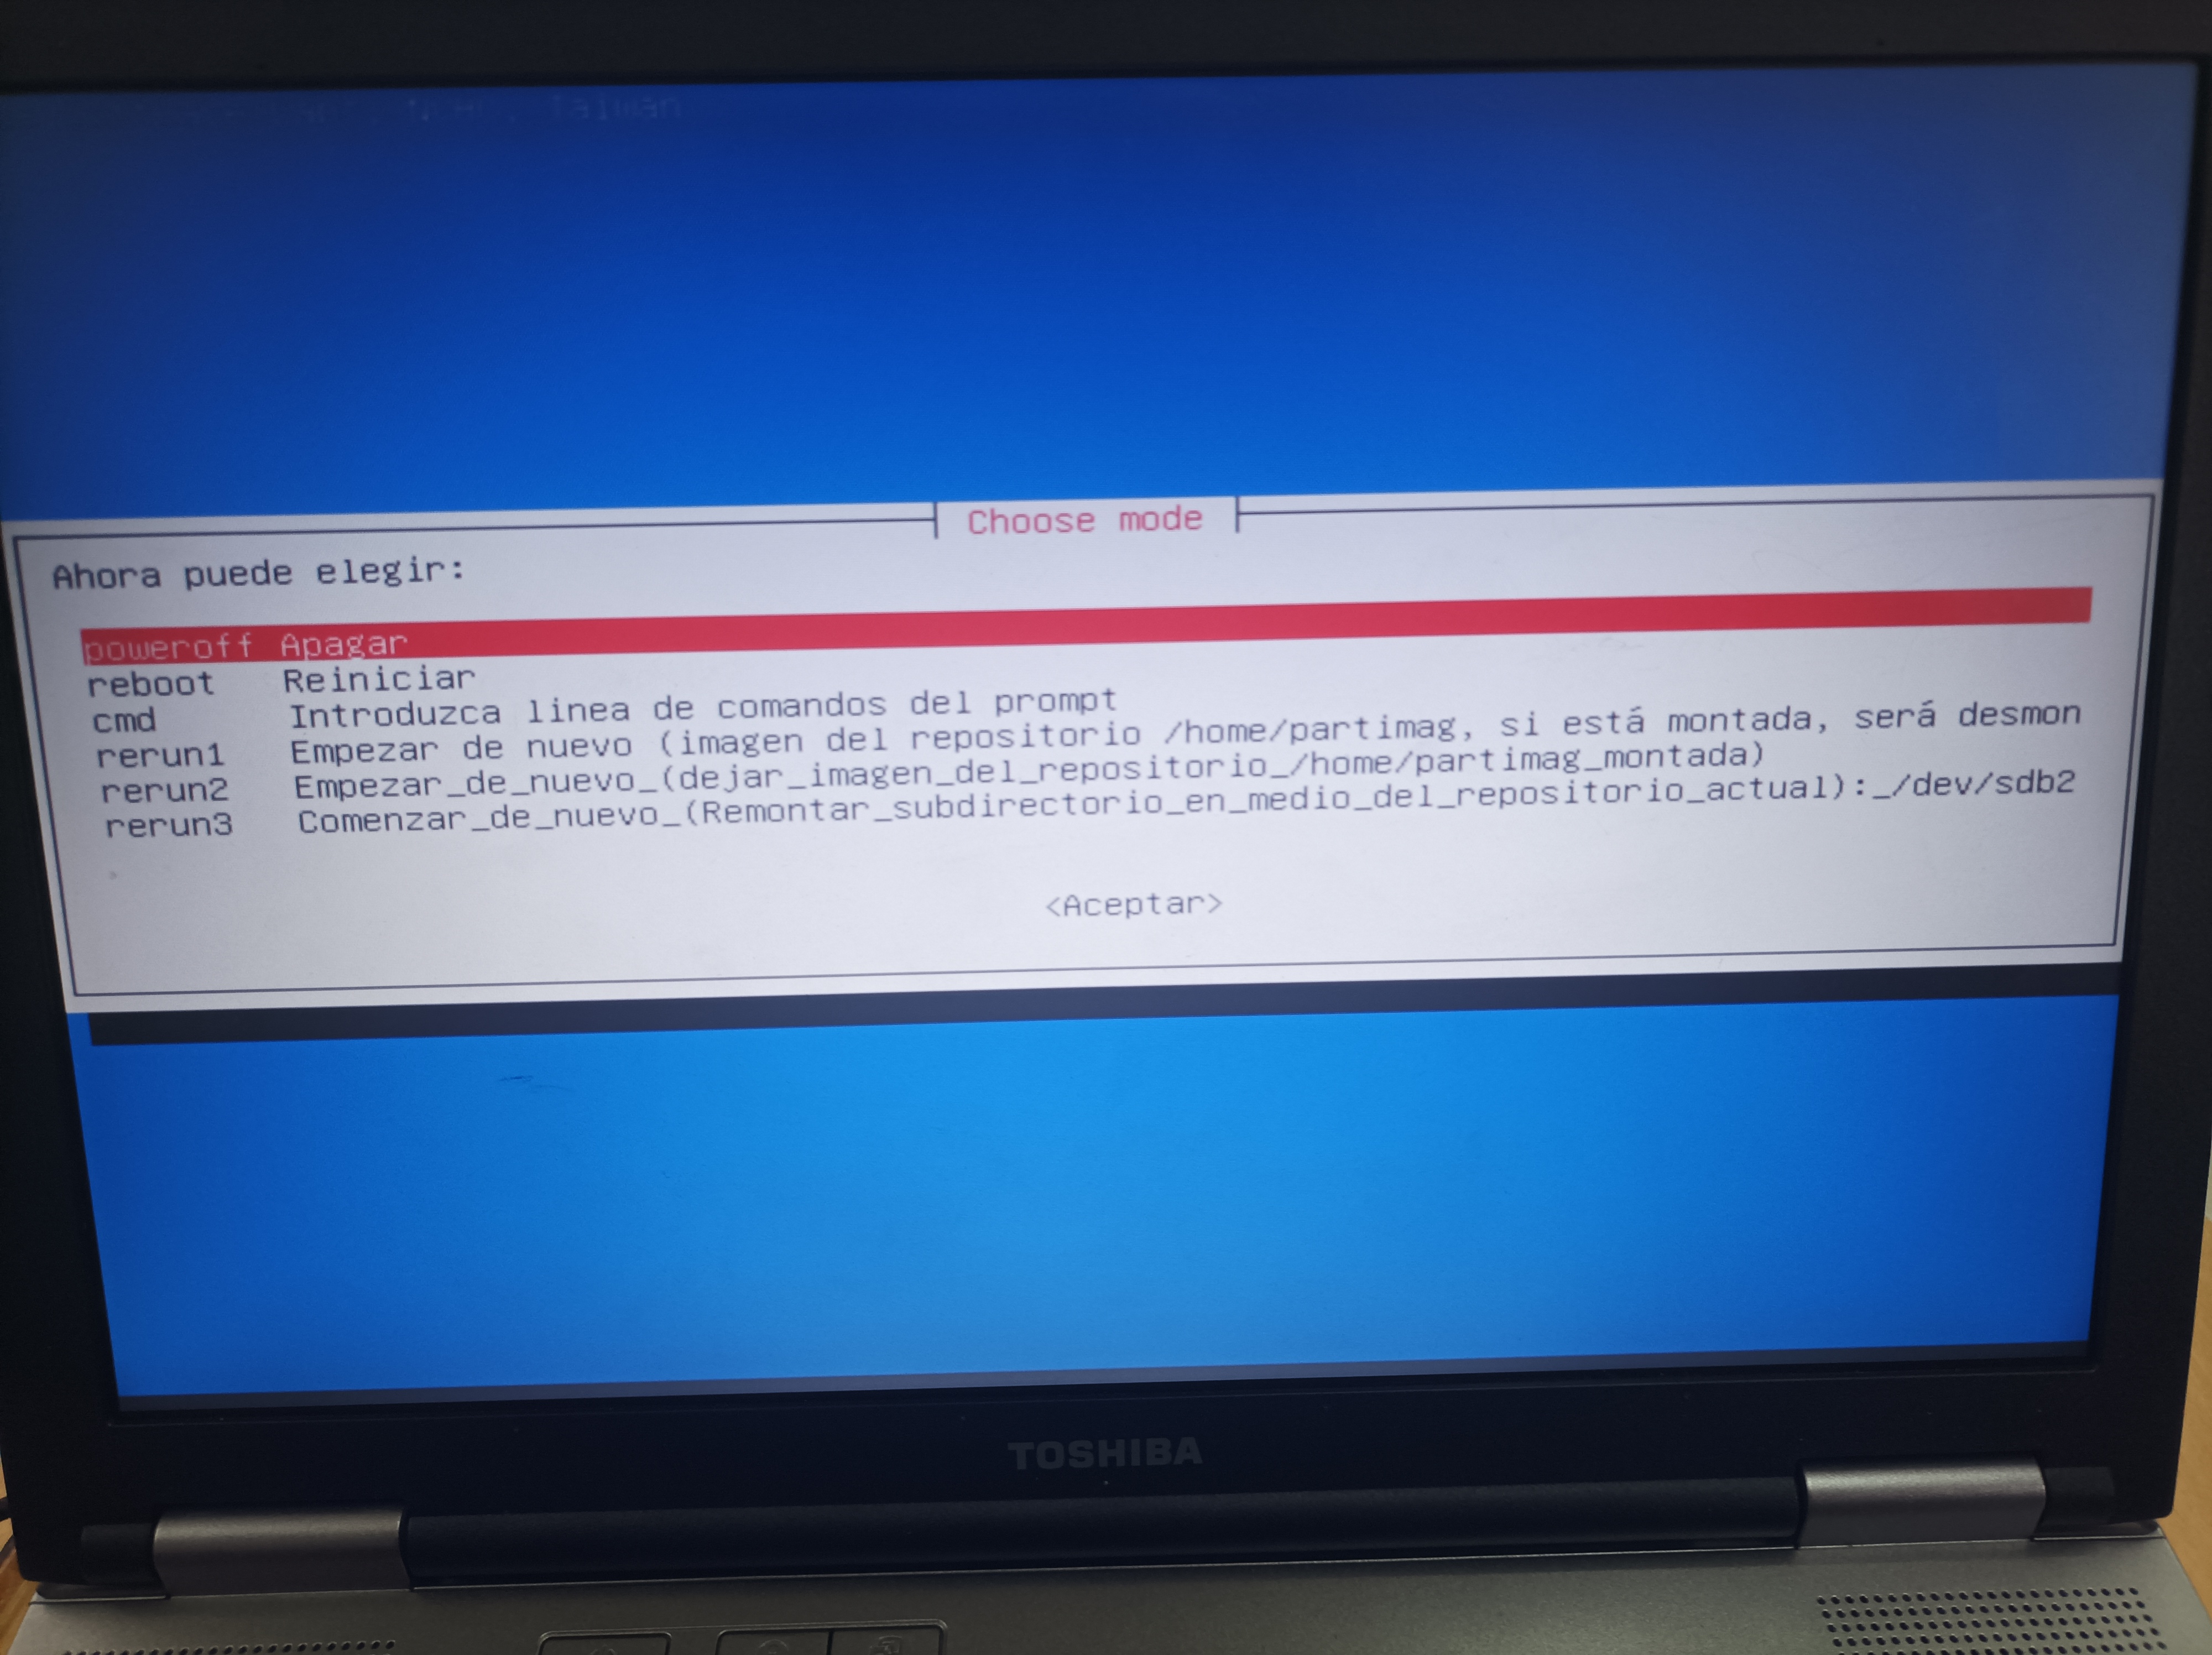 Taiwan
Choose mode
Ahora puede elegir:
poweroff Apagar
reboot Reiniciar
cmd Introduzca linea de comandos del prompt
rerun1 Empezar de nuevo (imagen del repositorio /home/partimag, si está montada, será desmon
rerun2 Empezar_de_nuevo_(dejar_imagen_del_repositorio_/home/partimag_montada)
rerun3 Comenzar_de_nuevo_(Remontar_subdirectorio_en_medio_del_repositorio_actual):_/dev/sdb2
<Aceptar>
TOSHIBA